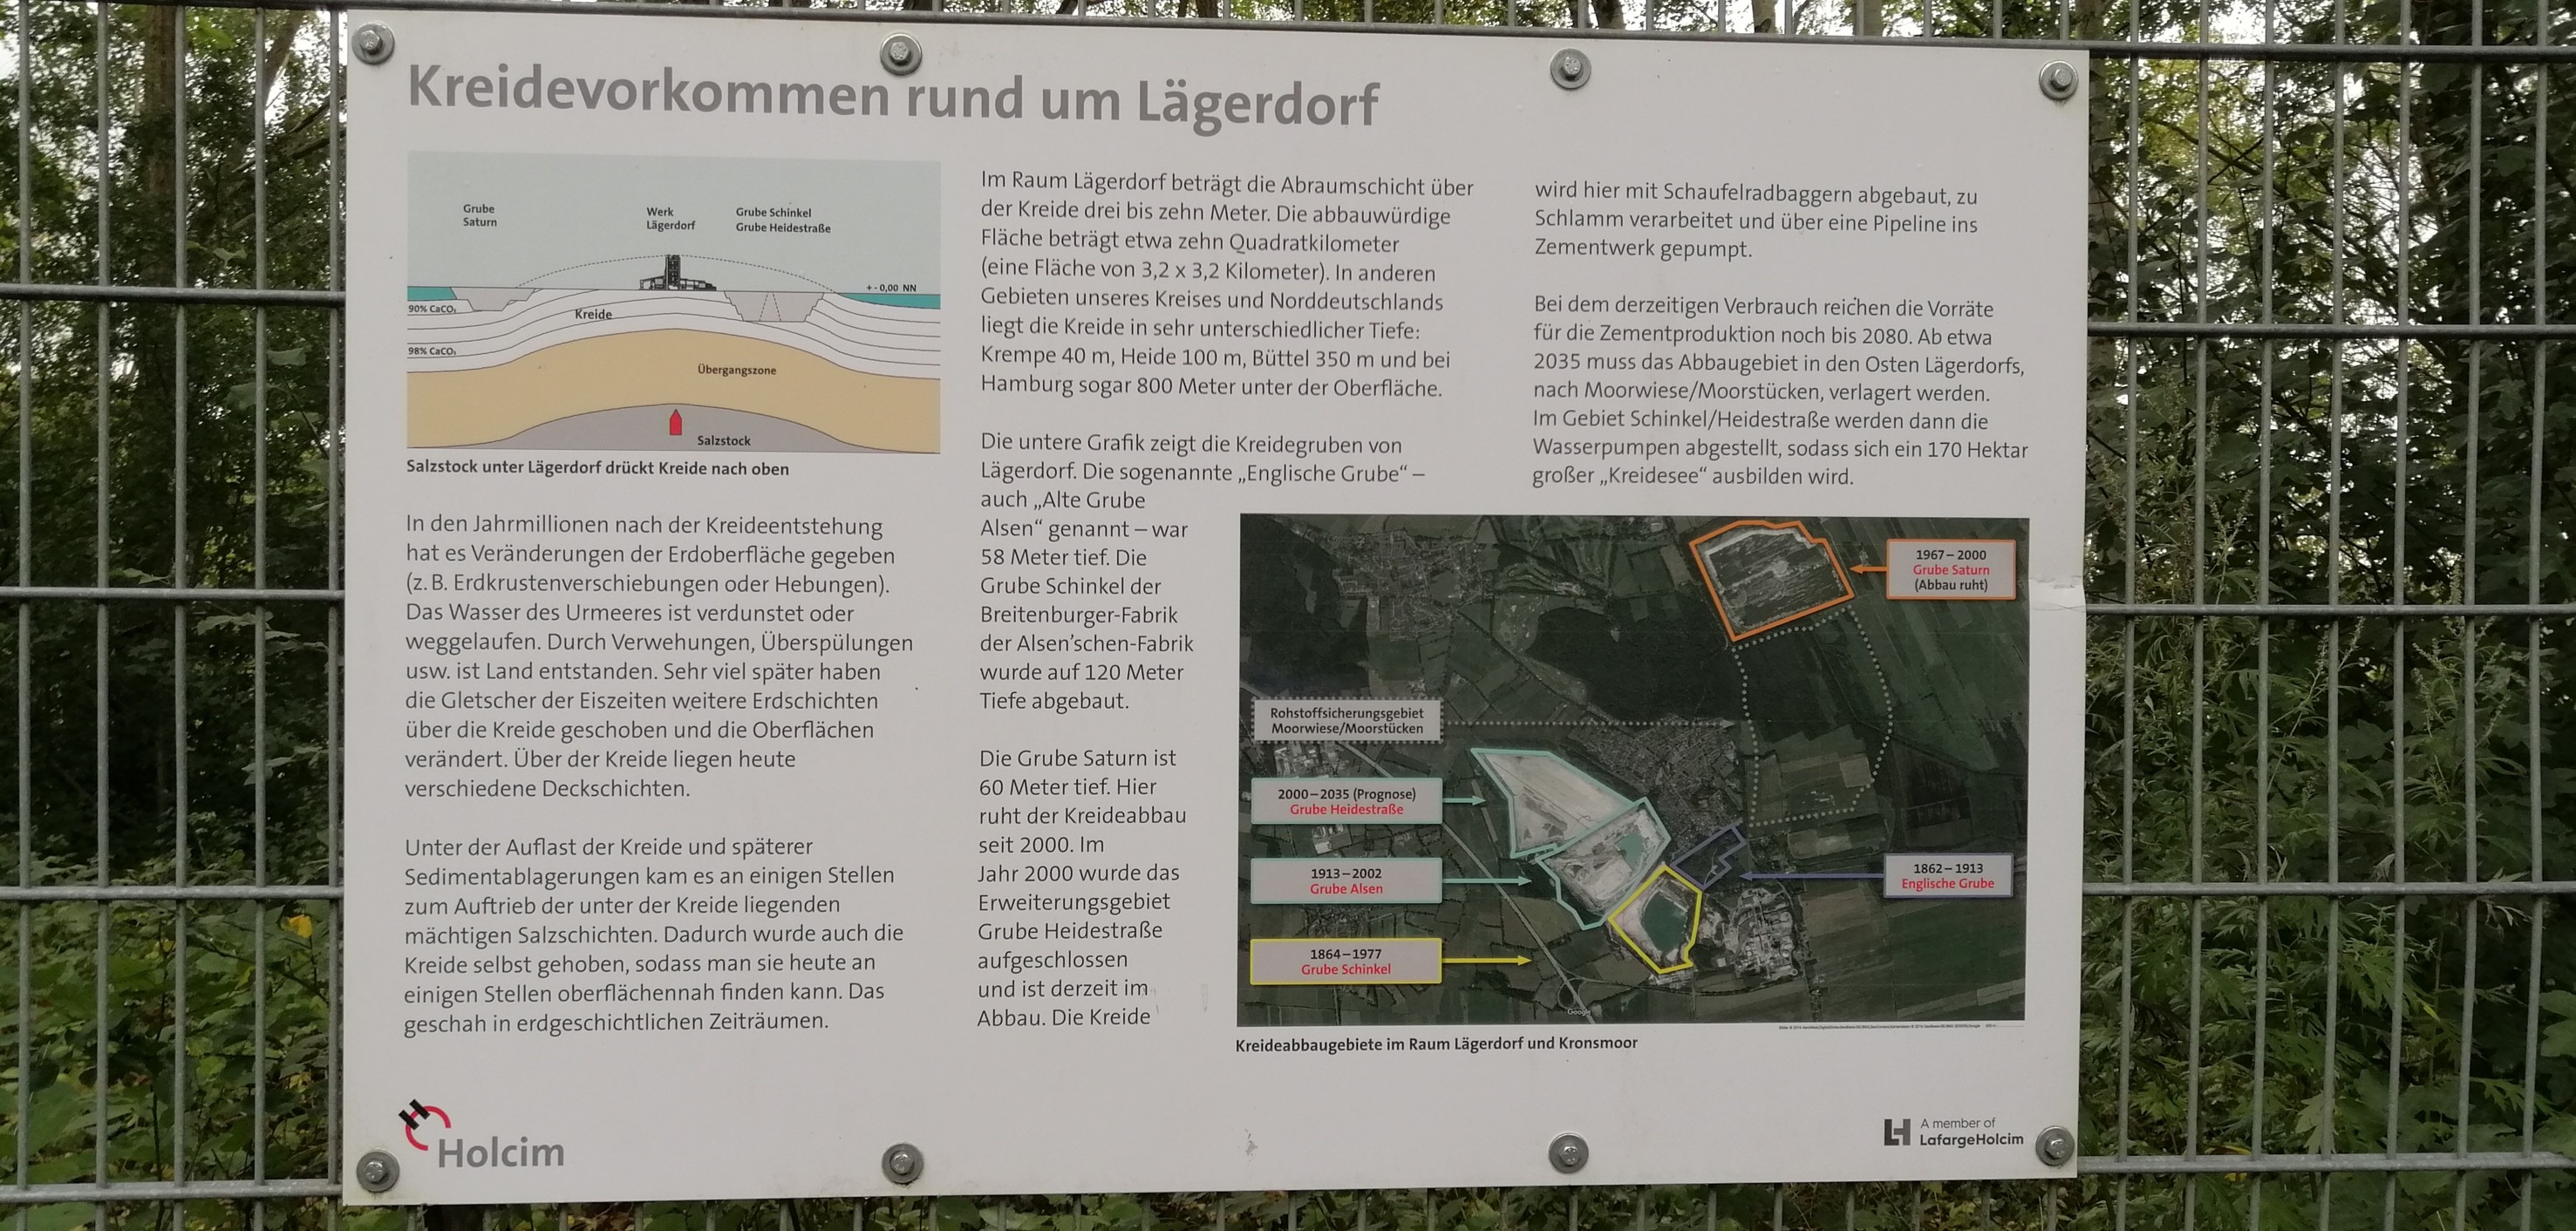 Kreidevorkommen rund um Lägerdorf
Grube
Saturn
Werk
Lägerdorf
Grube Schinkel
Grube Heidestraße
+ - 0,00 NN
90% CaCO₃
Kreide
98% CaCO₃
Übergangszone
Salzstock
Salzstock unter Lägerdorf drückt Kreide nach oben
In den Jahrmillionen nach der Kreideentstehung
hat es Veränderungen der Erdoberfläche gegeben
(z. B. Erdkrustenverschiebungen oder Hebungen).
Das Wasser des Urmeeres ist verdunstet oder
weggelaufen. Durch Verwehungen, Überspülungen
usw. ist Land entstanden. Sehr viel später haben
die Gletscher der Eiszeiten weitere Erdschichten
über die Kreide geschoben und die Oberflächen
verändert. Über der Kreide liegen heute
verschiedene Deckschichten.
Unter der Auflast der Kreide und späterer
Sedimentablagerungen kam es an einigen Stellen
zum Auftrieb der unter der Kreide liegenden
mächtigen Salzschichten. Dadurch wurde auch die
Kreide selbst gehoben, sodass man sie heute an
einigen Stellen oberflächennah finden kann. Das
geschah in erdgeschichtlichen Zeiträumen.
Im Raum Lägerdorf beträgt die Abraumschicht über
der Kreide drei bis zehn Meter. Die abbauwürdige
Fläche beträgt etwa zehn Quadratkilometer
(eine Fläche von 3,2 x 3,2 Kilometer). In anderen
Gebieten unseres Kreises und Norddeutschlands
liegt die Kreide in sehr unterschiedlicher Tiefe:
Krempe 40 m, Heide 100 m, Büttel 350 m und bei
Hamburg sogar 800 Meter unter der Oberfläche.
Die untere Grafik zeigt die Kreidegruben von
Lägerdorf. Die sogenannte „Englische Grube“ –
auch „Alte Grube
Alsen“ genannt – war
58 Meter tief. Die
Grube Schinkel der
Breitenburger-Fabrik
der Alsen’schen-Fabrik
wurde auf 120 Meter
Tiefe abgebaut.
Die Grube Saturn ist
60 Meter tief. Hier
ruht der Kreideabbau
seit 2000. Im
Jahr 2000 wurde das
Erweiterungsgebiet
Grube Heidestraße
aufgeschlossen
und ist derzeit im
Abbau. Die Kreide
wird hier mit Schaufelradbaggern abgebaut, zu
Schlamm verarbeitet und über eine Pipeline ins
Zementwerk gepumpt.
Bei dem derzeitigen Verbrauch reichen die Vorräte
für die Zementproduktion noch bis 2080. Ab etwa
2035 muss das Abbaugebiet in den Osten Lägerdorfs,
nach Moorwiese/Moorstücken, verlagert werden.
Im Gebiet Schinkel/Heidestraße werden dann die
Wasserpumpen abgestellt, sodass sich ein 170 Hektar
großer „Kreidesee“ ausbilden wird.
1967 – 2000
Grube Saturn
(Abbau ruht)
Rohstoffsicherungsgebiet
Moorwiese/Moorstücken
2000 – 2035 (Prognose)
Grube Heidestraße
1913 – 2002
Grube Alsen
1862 – 1913
Englische Grube
1864 – 1977
Grube Schinkel
Google
Kreideabbaugebiete im Raum Lägerdorf und Kronsmoor
Holcim
A member of
LafargeHolcim